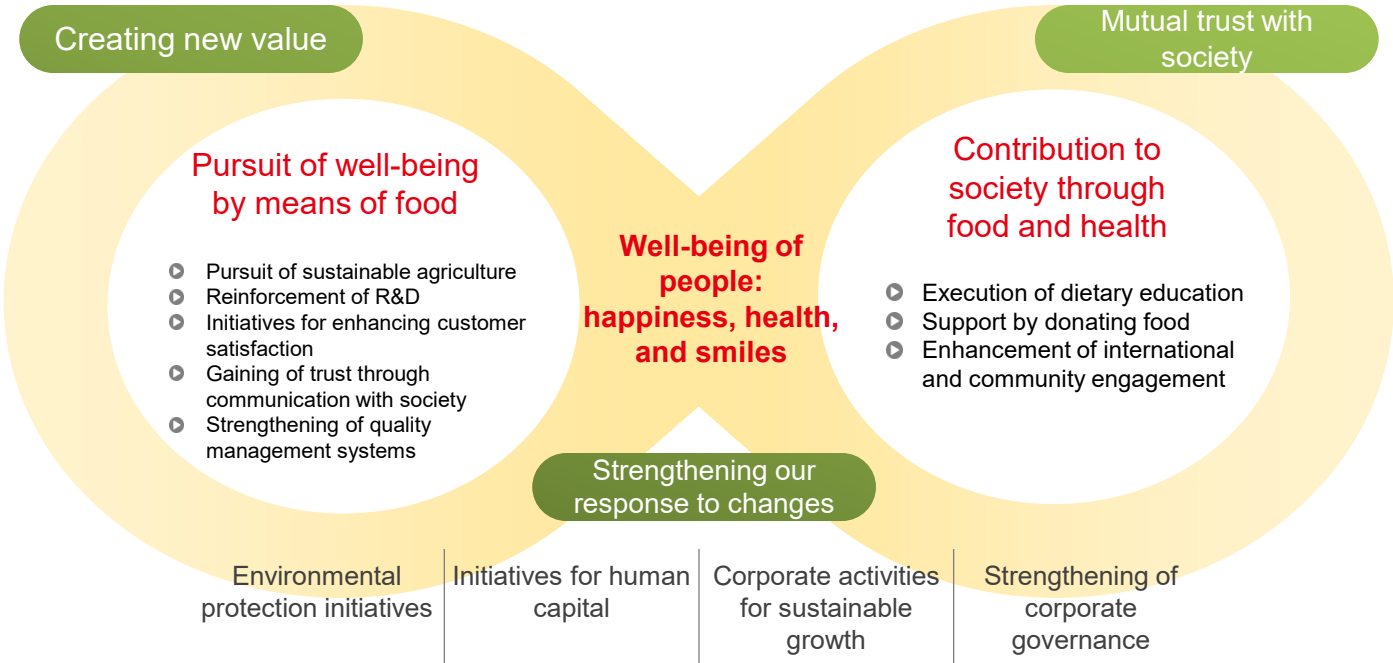 Creating new value
Mutual trust with
society
Pursuit of well-being
by means of food
Pursuit of sustainable agriculture
Reinforcement of R&D
Initiatives for enhancing customer
satisfaction
Gaining of trust through
communication with society
Strengthening of quality
management systems
Well-being of
people:
happiness, health,
and smiles
Contribution to
society through
food and health
Execution of dietary education
Support by donating food
Enhancement of international
and community engagement
Strengthening our
response to changes
Environmental
protection initiatives
Initiatives for human
capital
Corporate activities
for sustainable
growth
Strengthening of
corporate
governance